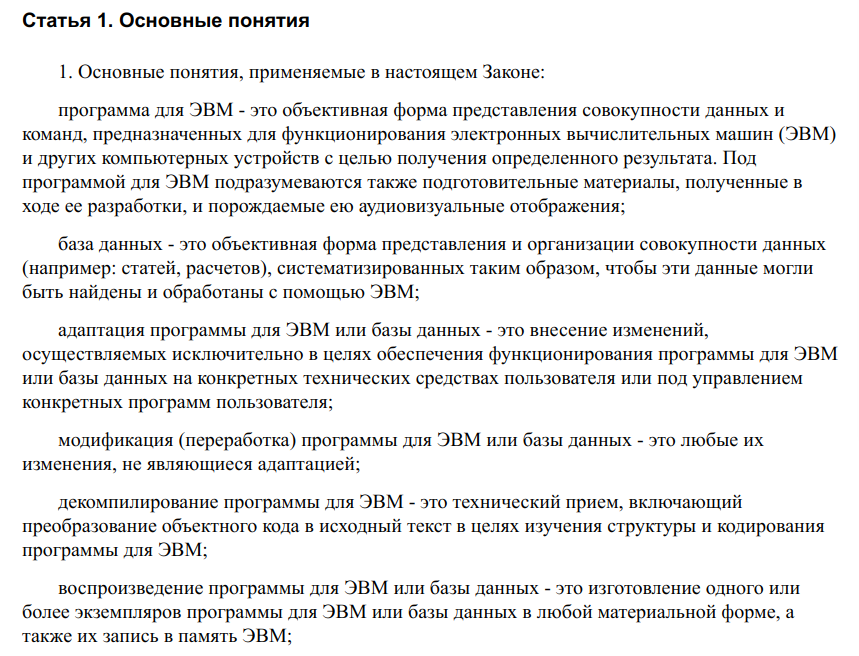 Статья 1. Основные понятия
1. Основные понятия, применяемые в настоящем Законе:
программа для ЭВМ - это объективная форма представления совокупности данных и
команд, предназначенных для функционирования электронных вычислительных машин (ЭВМ)
и других компьютерных устройств с целью получения определенного результата. Под
программой для ЭВМ подразумеваются также подготовительные материалы, полученные в
ходе ее разработки, и порождаемые ею аудиовизуальные отображения;
база данных - это объективная форма представления и организации совокупности данных
(например: статей, расчетов), систематизированных таким образом, чтобы эти данные могли
быть найдены и обработаны с помощью ЭВМ;
адаптация программы для ЭВМ или базы данных - это внесение изменений,
осуществляемых исключительно в целях обеспечения функционирования программы для ЭВМ
или базы данных на конкретных технических средствах пользователя или под управлением
конкретных программ пользователя;
модификация (переработка) программы для ЭВМ или базы данных - это любые их
изменения, не являющиеся адаптацией;
декомпилирование программы для ЭВМ - это технический прием, включающий
преобразование объектного кода в исходный текст в целях изучения структуры и кодирования
программы для ЭВМ;
воспроизведение программы для ЭВМ или базы данных - это изготовление одного или
более экземпляров программы для ЭВМ или базы данных в любой материальной форме, а
также их запись в память ЭВМ;